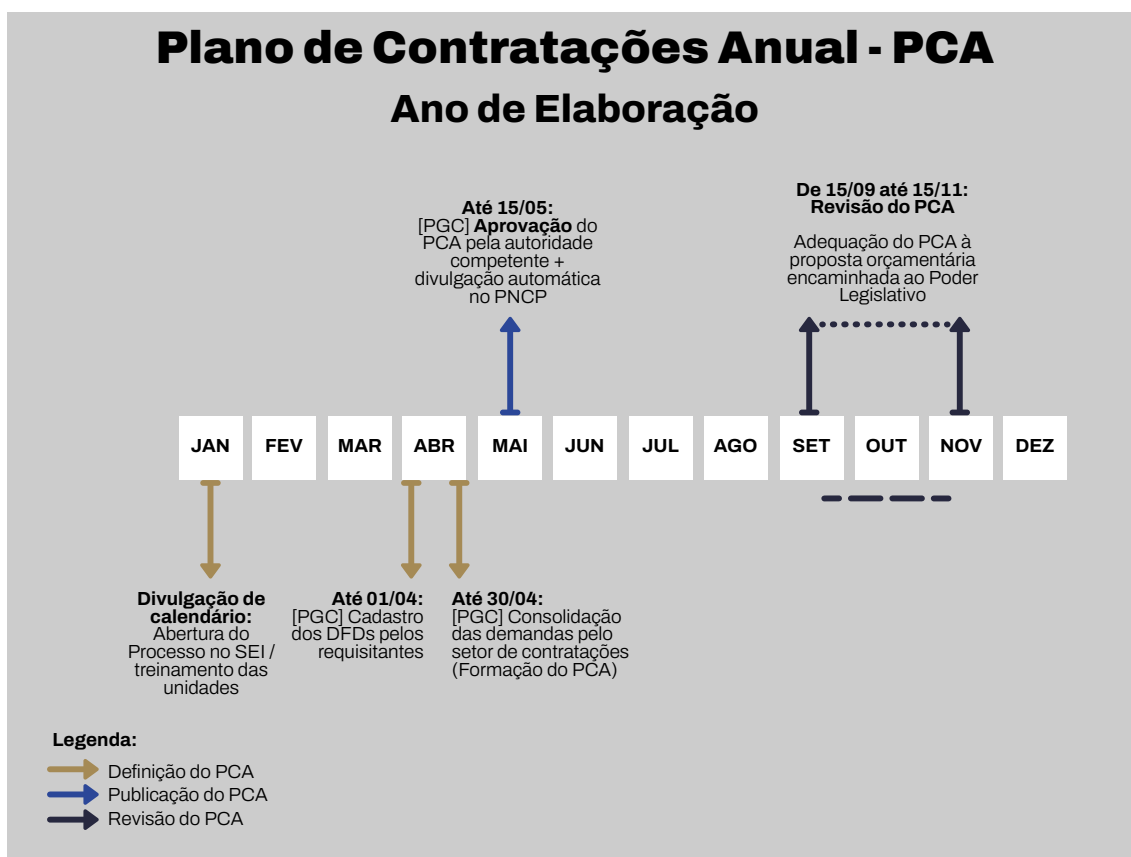 Plano de Contratações Anual - PCA
Ano de Elaboração
Até 15/05:
[PGC] Aprovação do
PCA pela autoridade
competente +
divulgação automática
no PNCP
De 15/09 até 15/11:
Revisão do PCA
Adequação do PCA à
proposta orçamentária
encaminhada ao Poder
Legislativo
JAN FEV MAR ABR MAI JUN JUL AGO SET OUT NOV DEZ
Divulgação de
calendário:
Abertura do
Processo no SEI /
treinamento das
unidades
Até 01/04:
[PGC] Cadastro
dos DFDs pelos
requisitantes
Até 30/04:
[PGC] Consolidação
das demandas pelo
setor de contratações
(Formação do PCA)
Legenda:
Definição do PCA
Publicação do PCA
Revisão do PCA